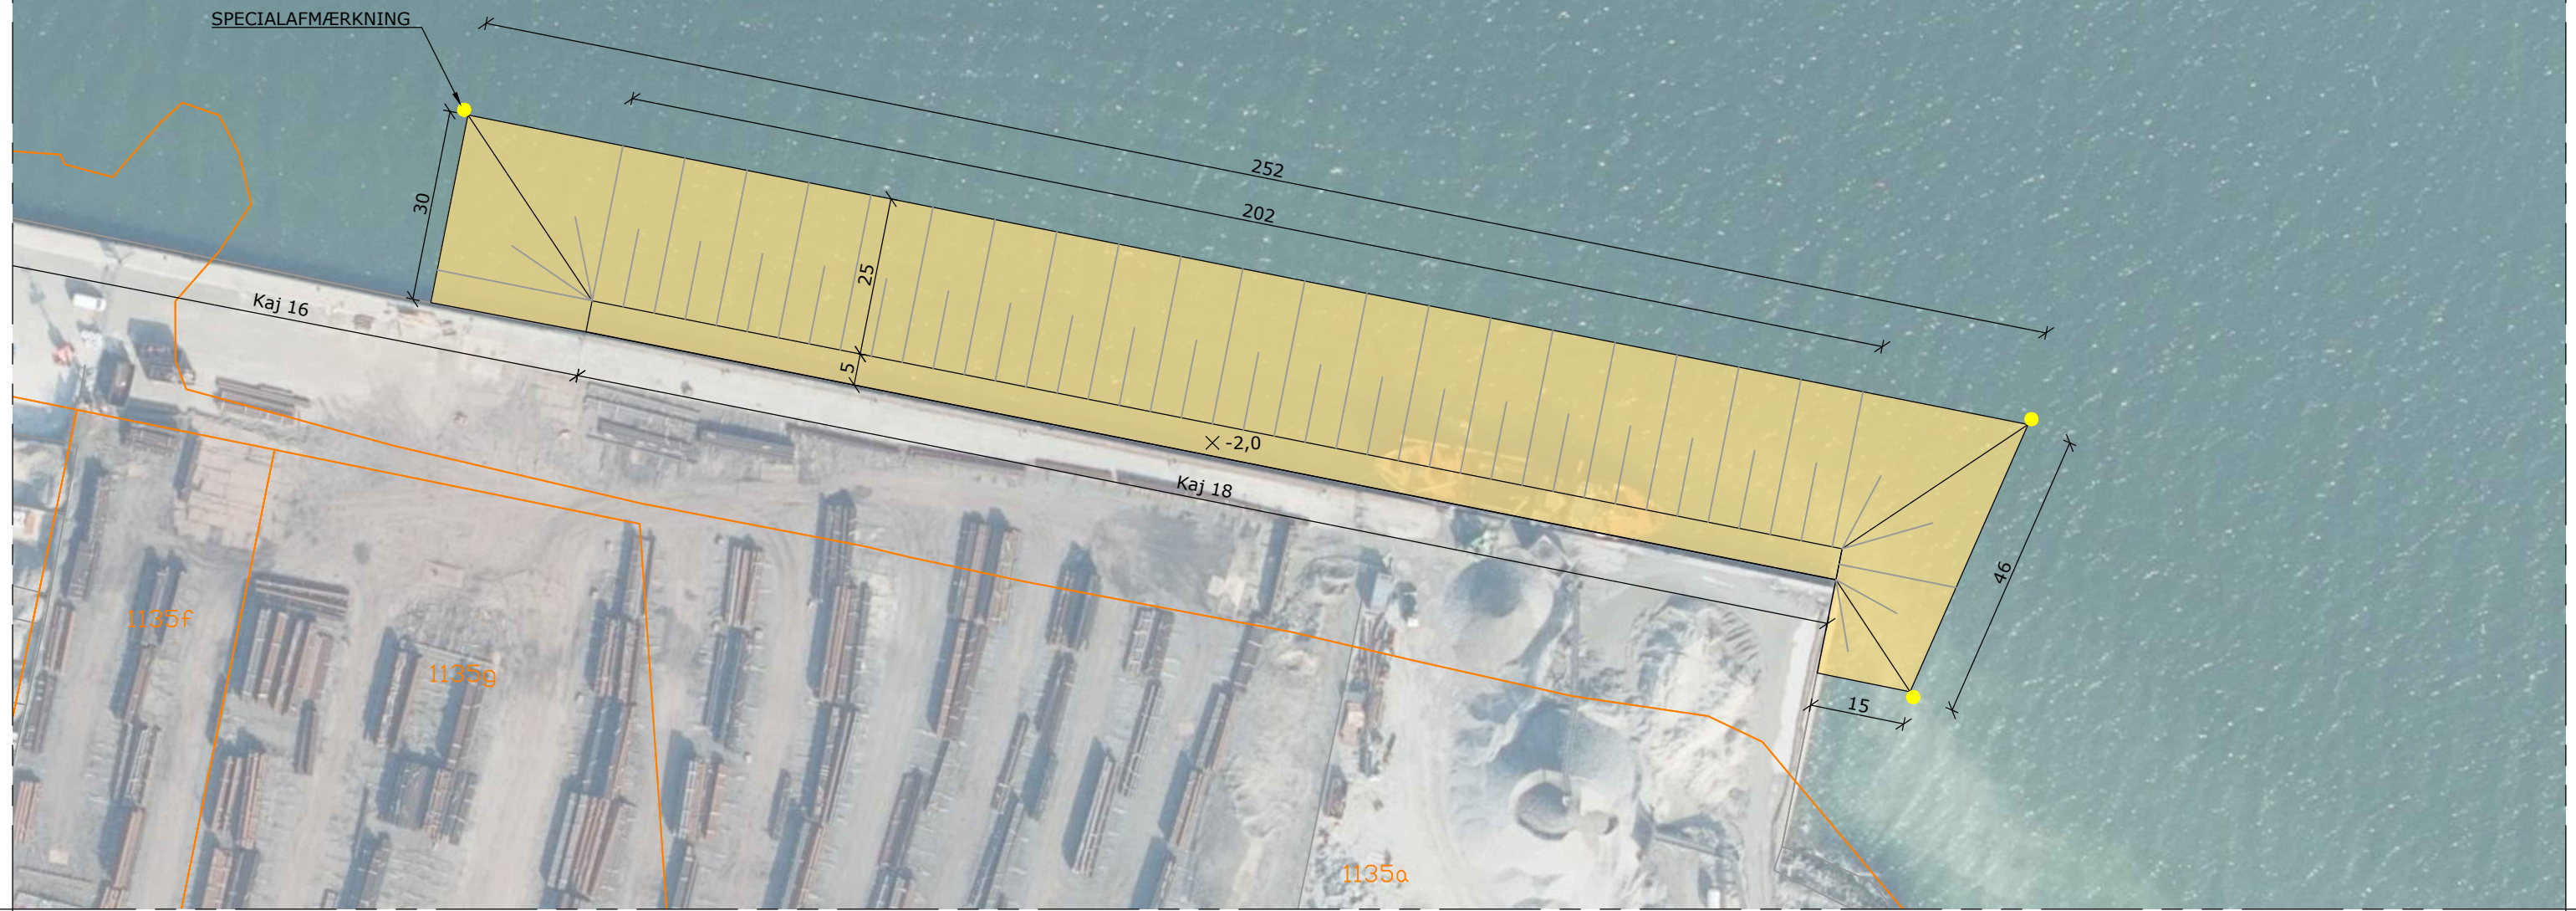 SPECIALAFMÆRKNING
252
202
30
25
5
Kaj 16
-2,0
Kaj 18
46
15
1135f
1135g
1135a